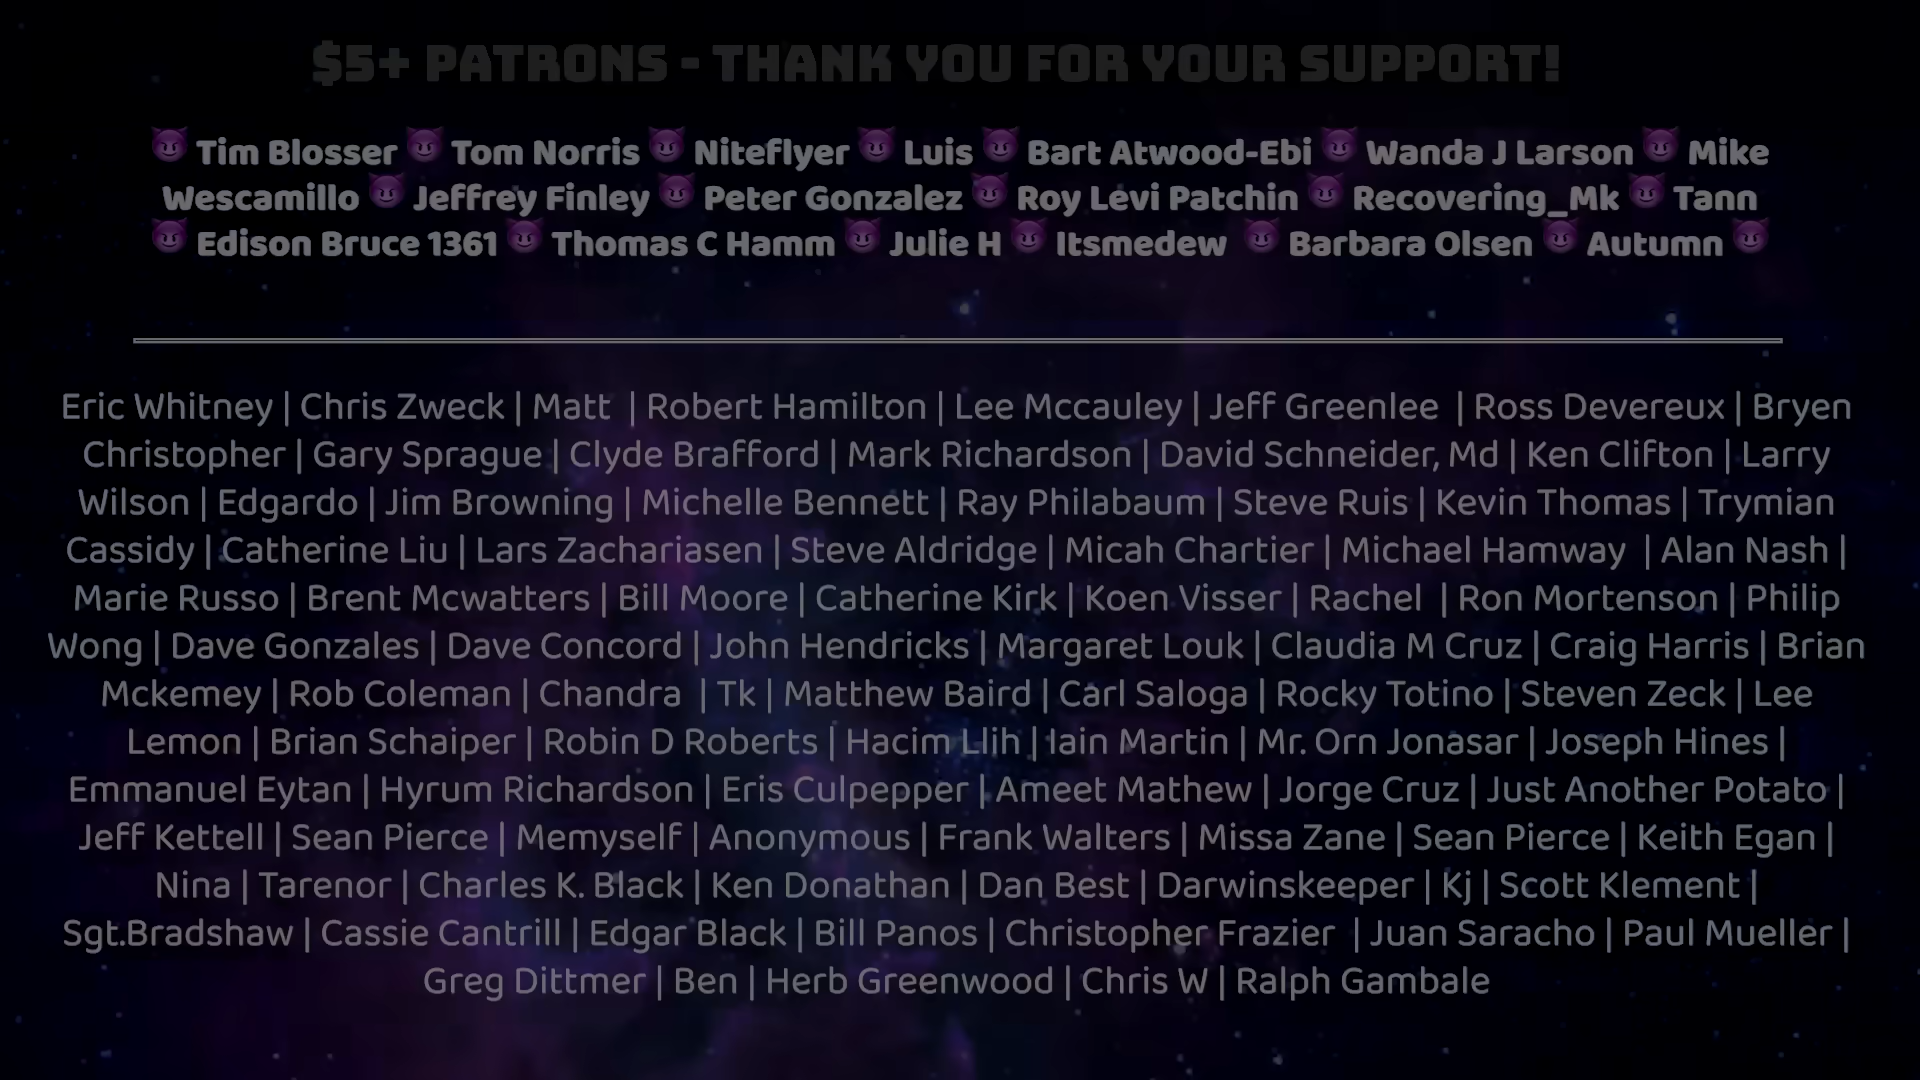 $5+ PATRONS - THANK YOU FOR YOUR SUPPORT!
😈 Tim Blosser 😈 Tom Norris 😈 Niteflyer 😈 Luis 😈 Bart Atwood-Ebi 😈 Wanda J Larson 😈 Mike
Wescamillo 😈 Jeffrey Finley 😈 Peter Gonzalez 😈 Roy Levi Patchin 😈 Recovering_Mk 😈 Tann
😈 Edison Bruce 1361 😈 Thomas C Hamm 😈 Julie H 😈 Itsmedew 😈 Barbara Olsen 😈 Autumn 😈
Eric Whitney | Chris Zweck | Matt | Robert Hamilton | Lee Mccauley | Jeff Greenlee | Ross Devereux | Bryen
Christopher | Gary Sprague | Clyde Brafford | Mark Richardson | David Schneider, Md | Ken Clifton | Larry
Wilson | Edgardo | Jim Browning | Michelle Bennett | Ray Philabaum | Steve Ruis | Kevin Thomas | Trymian
Cassidy | Catherine Liu | Lars Zachariasen | Steve Aldridge | Micah Chartier | Michael Hamway | Alan Nash |
Marie Russo | Brent Mcwatters | Bill Moore | Catherine Kirk | Koen Visser | Rachel | Ron Mortenson | Philip
Wong | Dave Gonzales | Dave Concord | John Hendricks | Margaret Louk | Claudia M Cruz | Craig Harris | Brian
Mckemey | Rob Coleman | Chandra | Tk | Matthew Baird | Carl Saloga | Rocky Totino | Steven Zeck | Lee
Lemon | Brian Schaiper | Robin D Roberts | Hacim Lljh | Iain Martin | Mr. Orn Jonasar | Joseph Hines |
Emmanuel Eytan | Hyrum Richardson | Eris Culpepper | Ameet Mathew | Jorge Cruz | Just Another Potato |
Jeff Kettell | Sean Pierce | Memyself | Anonymous | Frank Walters | Missa Zane | Sean Pierce | Keith Egan |
Nina | Tarenor | Charles K. Black | Ken Donathan | Dan Best | Darwinskeeper | Kj | Scott Klement |
Sgt.Bradshaw | Cassie Cantrill | Edgar Black | Bill Panos | Christopher Frazier | Juan Saracho | Paul Mueller |
Greg Dittmer | Ben | Herb Greenwood | Chris W | Ralph Gambale